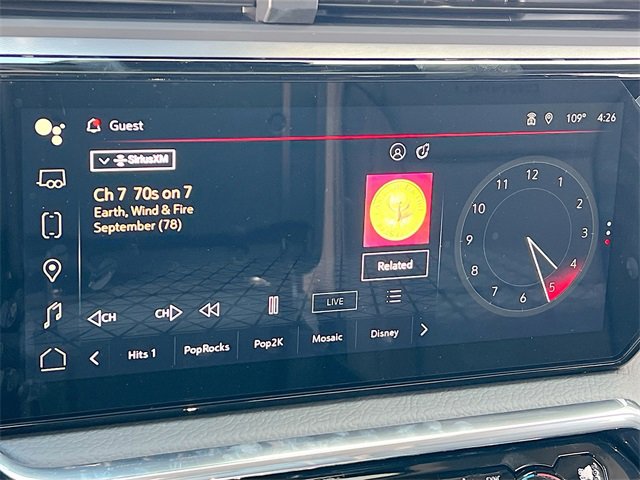 Guest
109° 4:26
SiriusXM
Ch 7 70s on 7
Earth, Wind & Fire
September (78)
Related
CH CH LIVE
Hits 1 PopRocks Pop2K Mosaic Disney
12
11 1
10 2
9 3
8 4
7 5
6